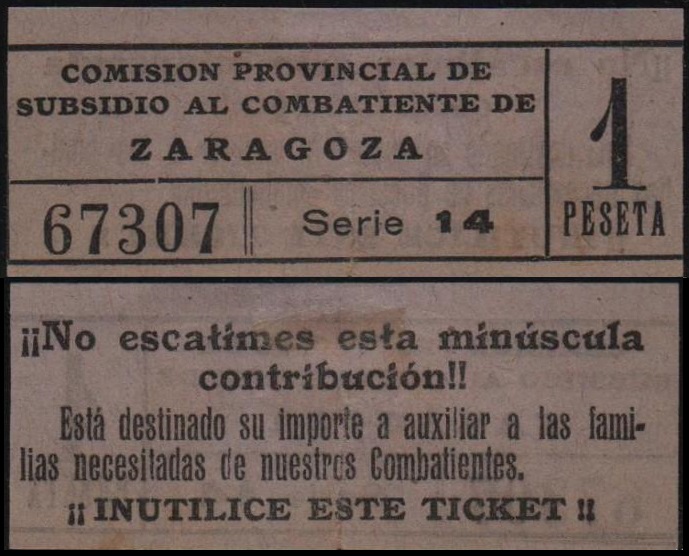 COMISION PROVINCIAL DE
SUBSIDIO AL COMBATIENTE DE
ZARAGOZA
67307 Serie 14
1
PESETA
¡¡No escatimes esta minúscula
contribución!!
Está destinado su importe a auxiliar a las fami-
lias necesitadas de nuestros Combatientes.
¡¡ INUTILICE ESTE TICKET !!